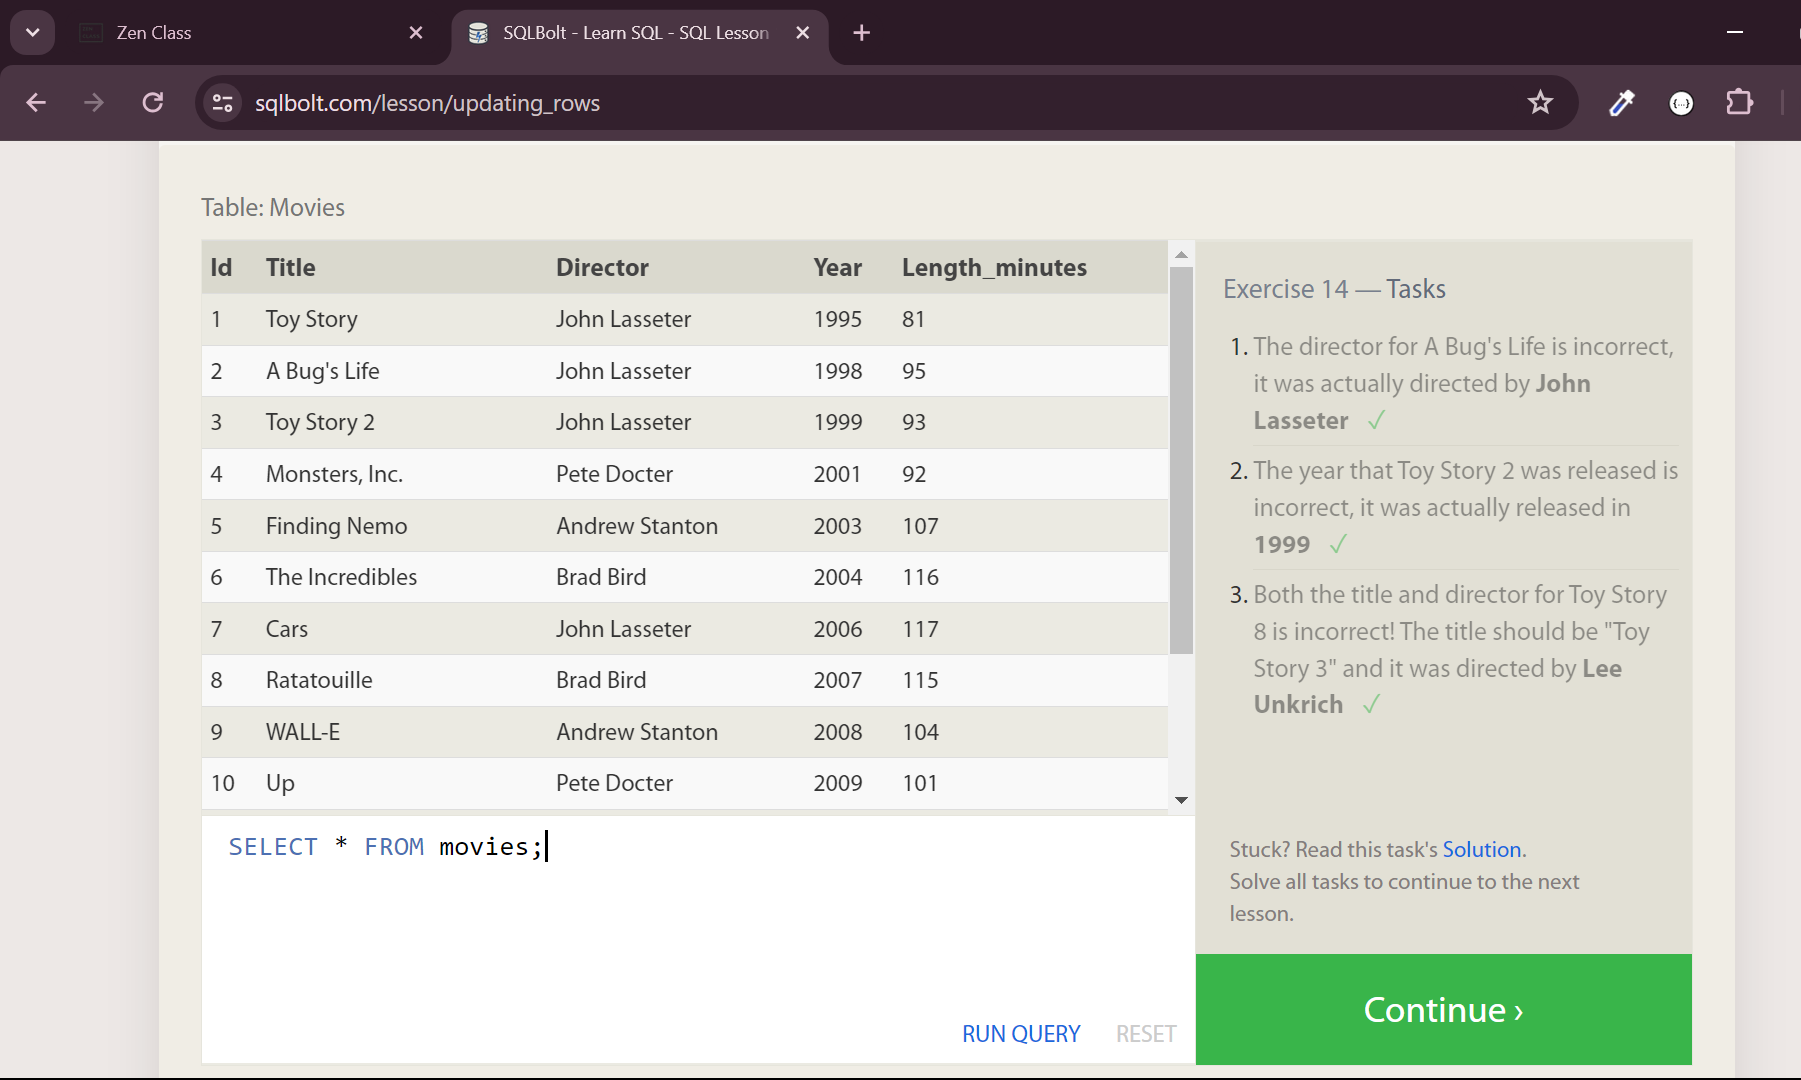 Zen Class
SQLBolt - Learn SQL - SQL Lesson
sqlbolt.com/lesson/updating_rows
Table: Movies
Id Title Director Year Length_minutes
1 Toy Story John Lasseter 1995 81
2 A Bug's Life John Lasseter 1998 95
3 Toy Story 2 John Lasseter 1999 93
4 Monsters, Inc. Pete Docter 2001 92
5 Finding Nemo Andrew Stanton 2003 107
6 The Incredibles Brad Bird 2004 116
7 Cars John Lasseter 2006 117
8 Ratatouille Brad Bird 2007 115
9 WALL-E Andrew Stanton 2008 104
10 Up Pete Docter 2009 101
SELECT * FROM movies;
RUN QUERY RESET
Exercise 14 — Tasks
1. The director for A Bug's Life is incorrect,
it was actually directed by John
Lasseter ✓
2. The year that Toy Story 2 was released is
incorrect, it was actually released in
1999 ✓
3. Both the title and director for Toy Story
8 is incorrect! The title should be "Toy
Story 3" and it was directed by Lee
Unkrich ✓
Stuck? Read this task's Solution.
Solve all tasks to continue to the next
lesson.
Continue ›